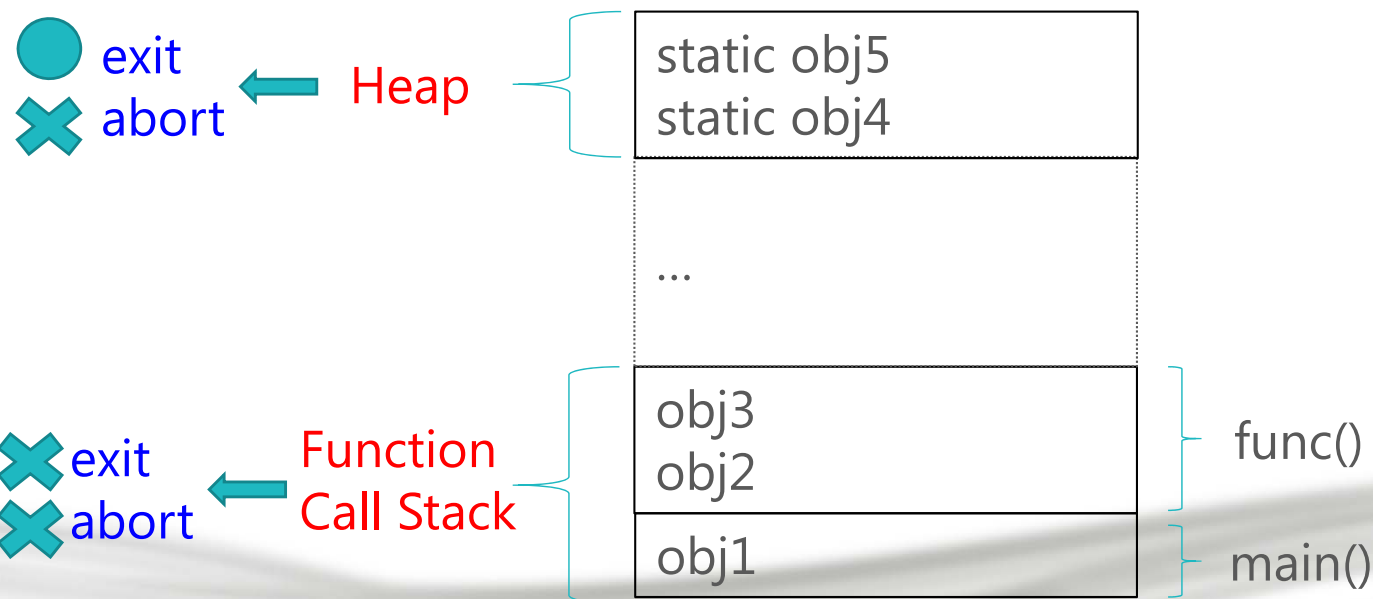 exit
abort
Heap
static obj5
static obj4
...
exit
abort
Function
Call Stack
obj3
obj2
obj1
func()
main()